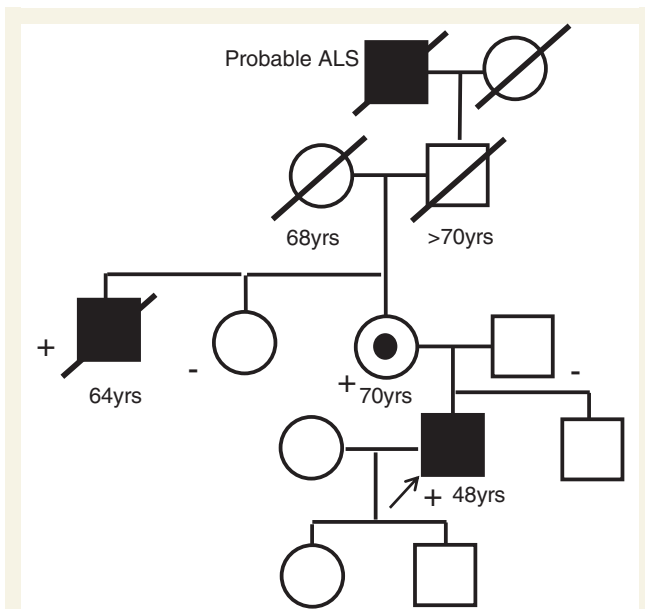 Probable ALS
68yrs
>70yrs
+
-
64yrs
+ 70yrs
-
+ 48yrs